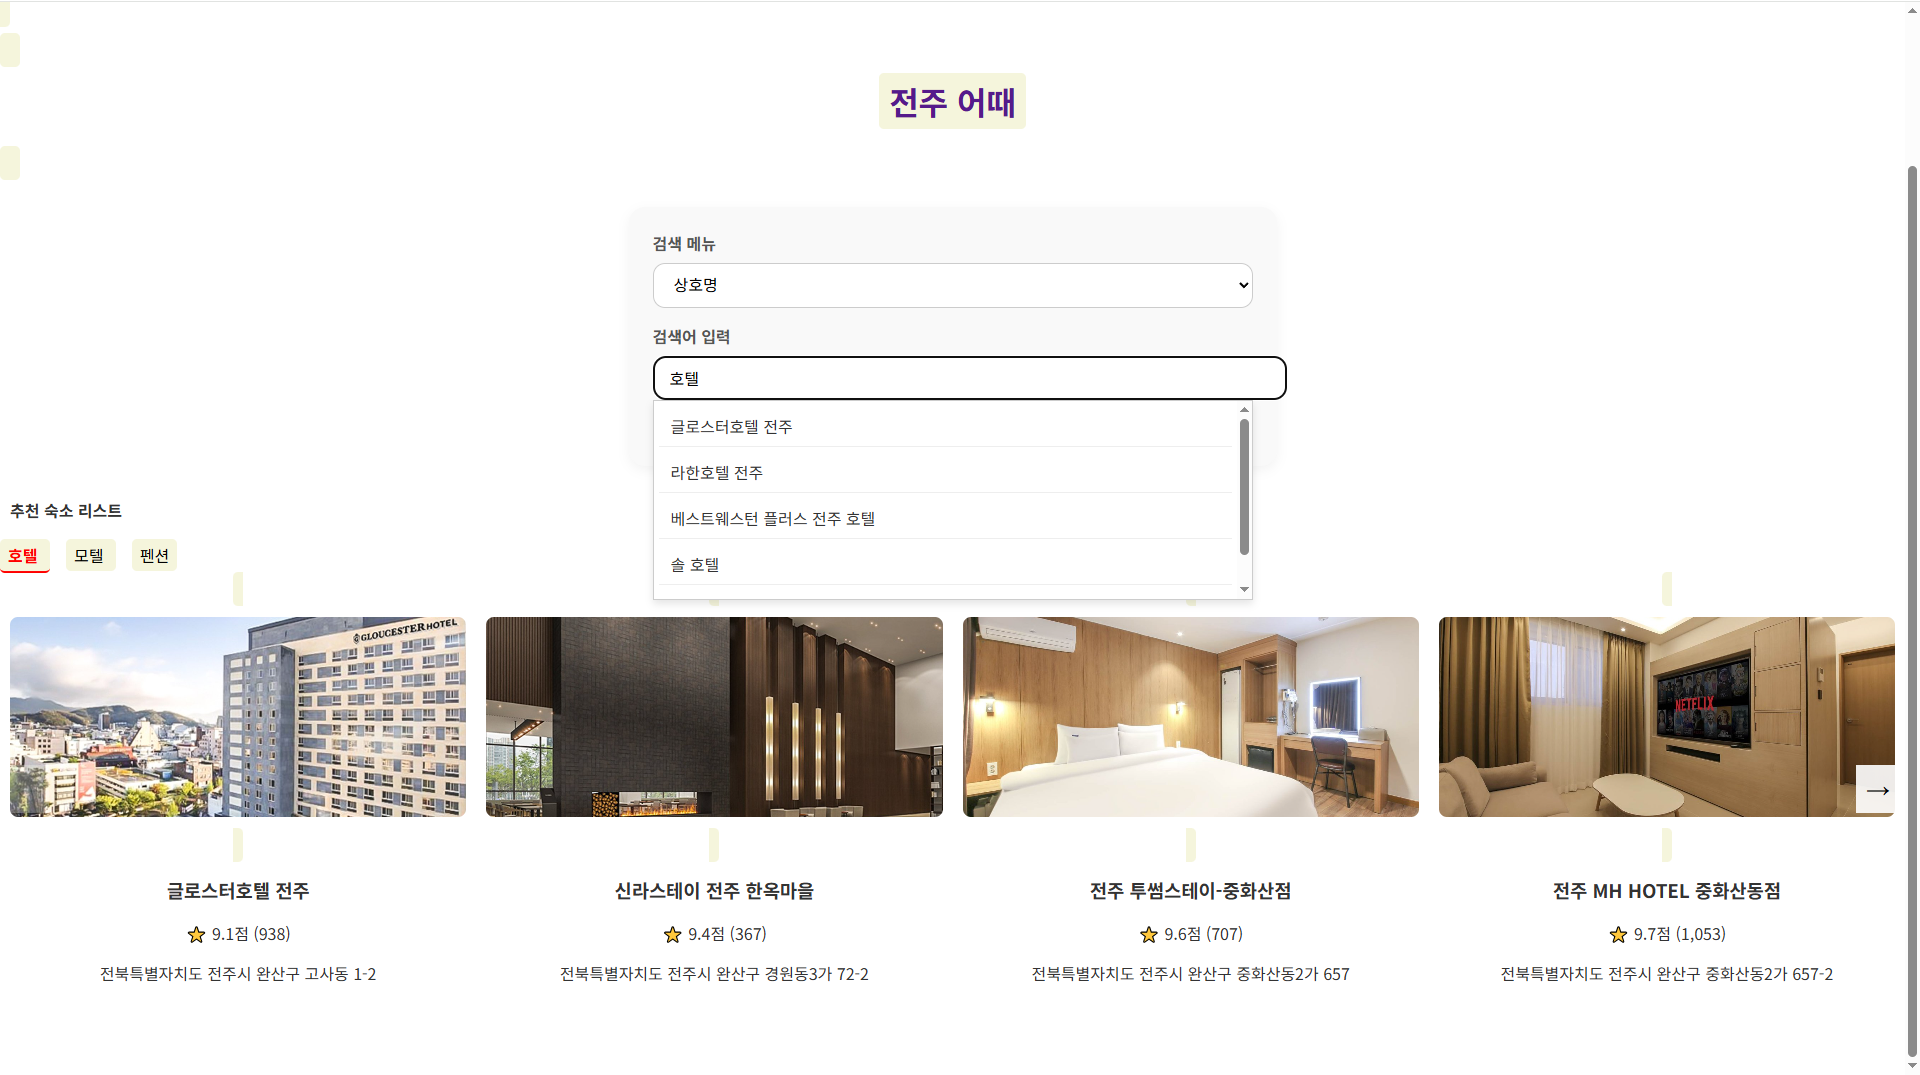 전주 어때
검색 메뉴
상호명
검색어 입력
호텔
글로스터호텔 전주
라한호텔 전주
베스트웨스턴 플러스 전주 호텔
솔 호텔
추천 숙소 리스트
호텔 모텔 펜션
GLOUCESTER HOTEL
NETFLIX
→
글로스터호텔 전주
9.1점 (938)
전북특별자치도 전주시 완산구 고사동 1-2
신라스테이 전주 한옥마을
9.4점 (367)
전북특별자치도 전주시 완산구 경원동3가 72-2
전주 투썸스테이-중화산점
9.6점 (707)
전북특별자치도 전주시 완산구 중화산동2가 657
전주 MH HOTEL 중화산동점
9.7점 (1,053)
전북특별자치도 전주시 완산구 중화산동2가 657-2